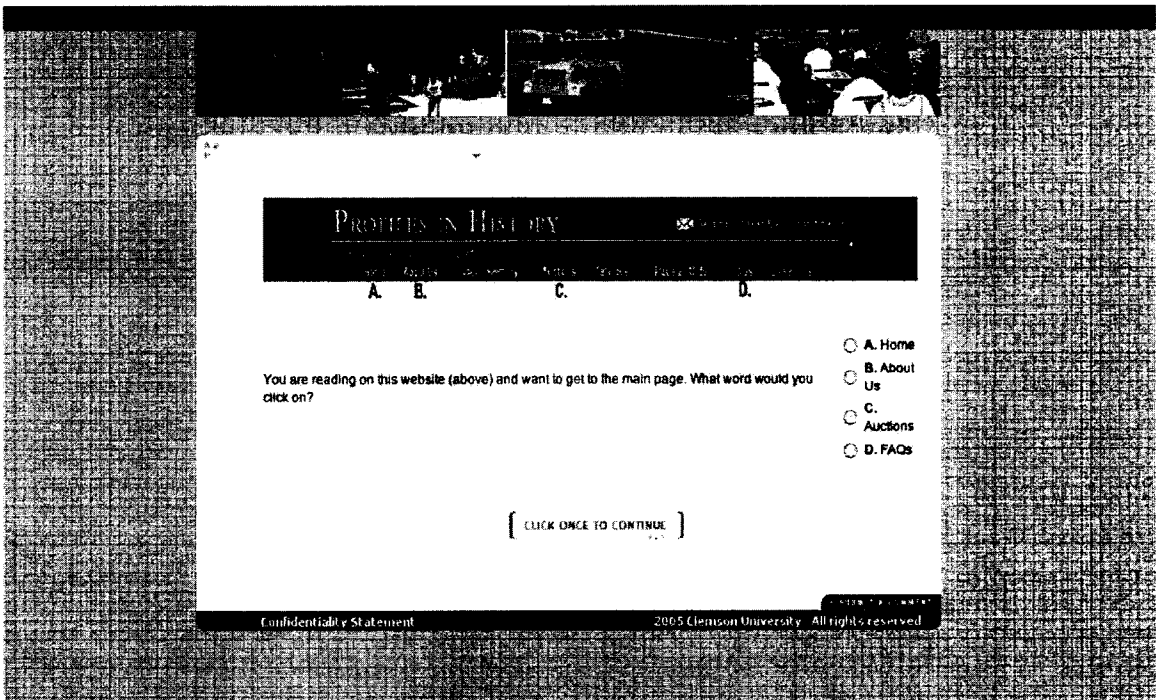 PROFILES IN HISTORY
A. B. C. D.
A. Home
B. About
Us
C.
Auctions
D. FAQs
You are reading on this website (above) and want to get to the main page. What word would you
click on?
CLICK ONCE TO CONTINUE
Confidentiality Statement
2005 Clemson University All rights reserved